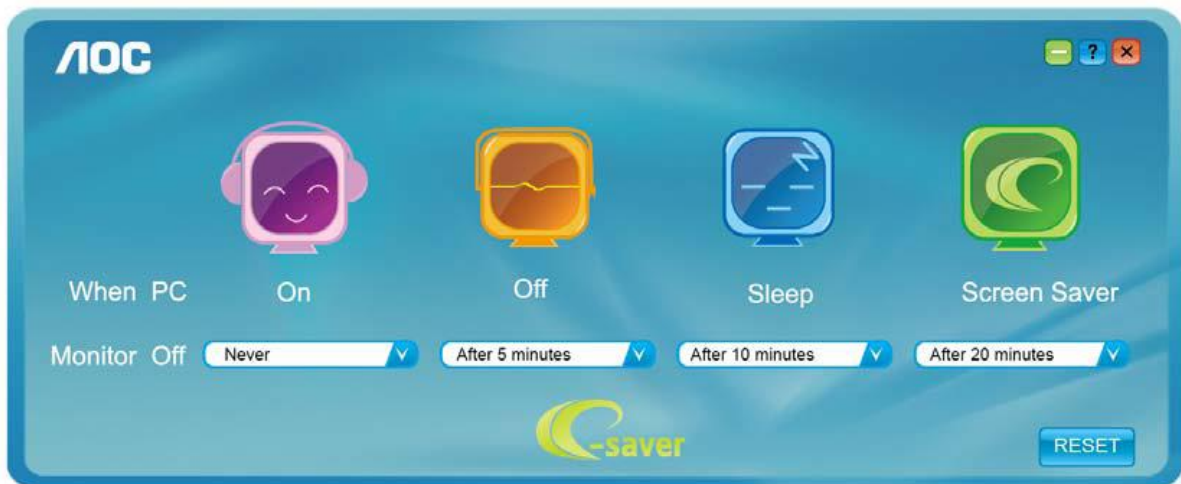 AOC
?
When PC On Off Sleep Screen Saver
Monitor Off Never After 5 minutes After 10 minutes After 20 minutes
e-saver
RESET